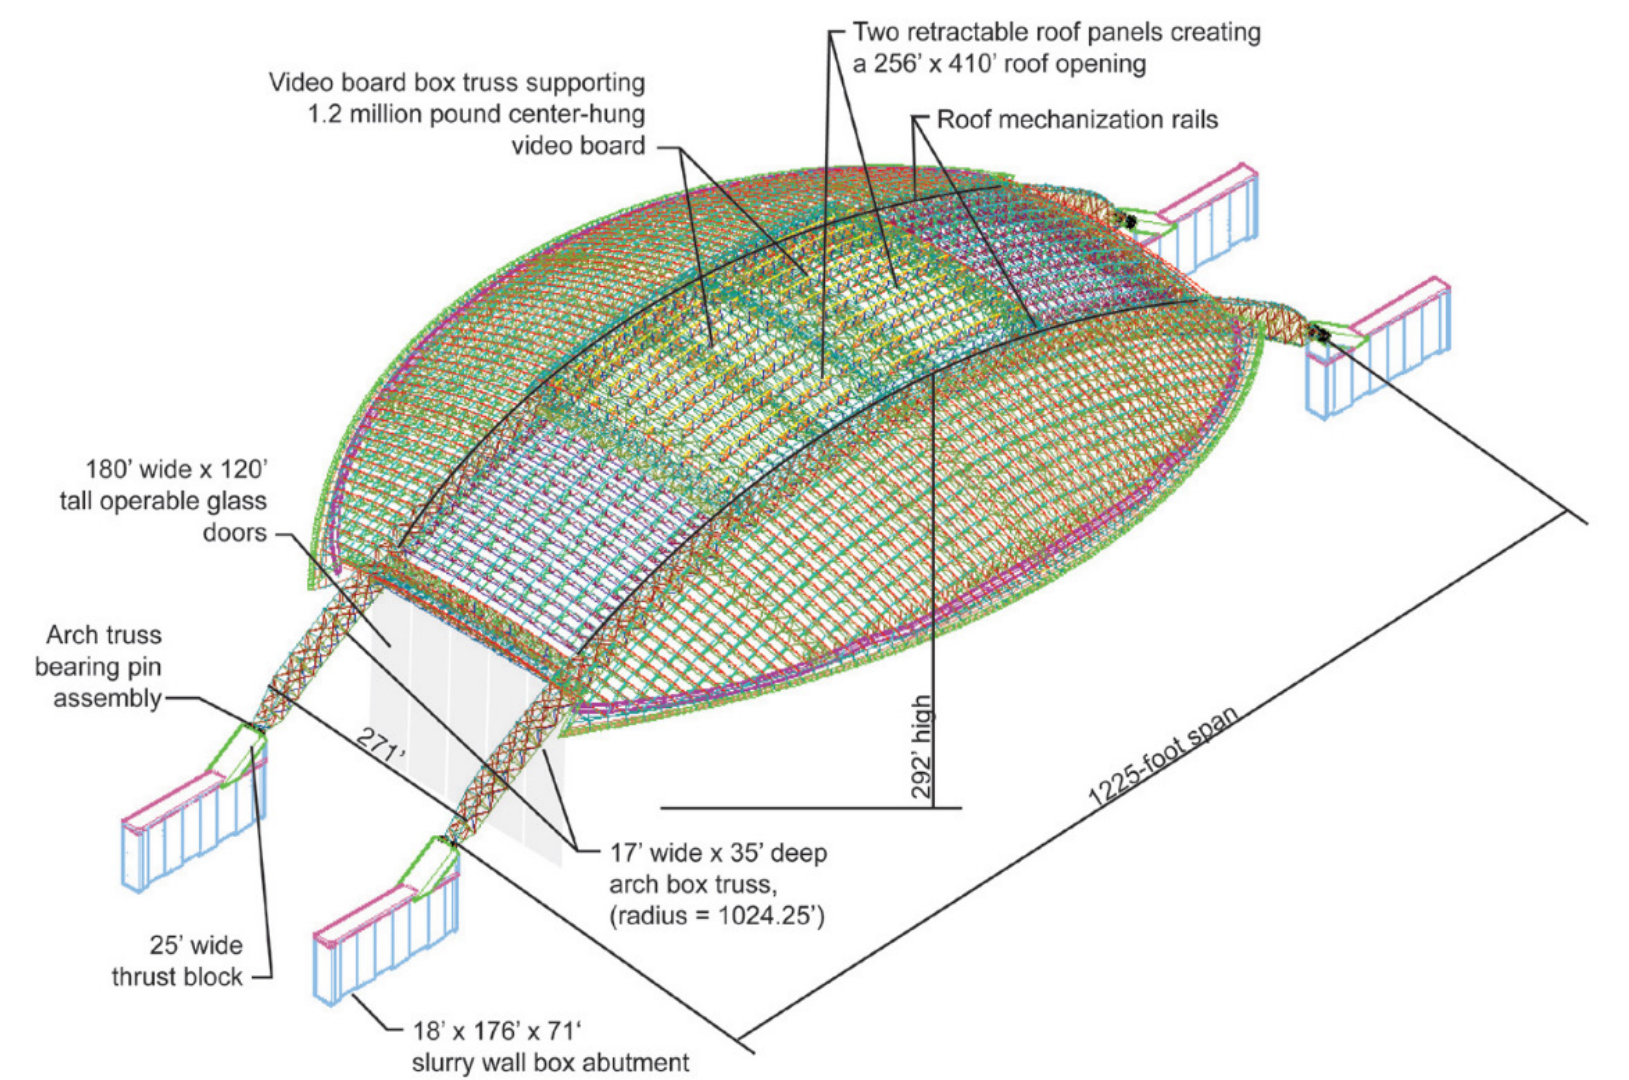 Two retractable roof panels creating
a 256’ x 410’ roof opening
Video board box truss supporting
1.2 million pound center-hung
video board
Roof mechanization rails
180’ wide x 120’
tall operable glass
doors
Arch truss
bearing pin
assembly
271’
292’ high
1225-foot span
17’ wide x 35’ deep
arch box truss,
(radius = 1024.25’)
25’ wide
thrust block
18’ x 176’ x 71‘
slurry wall box abutment